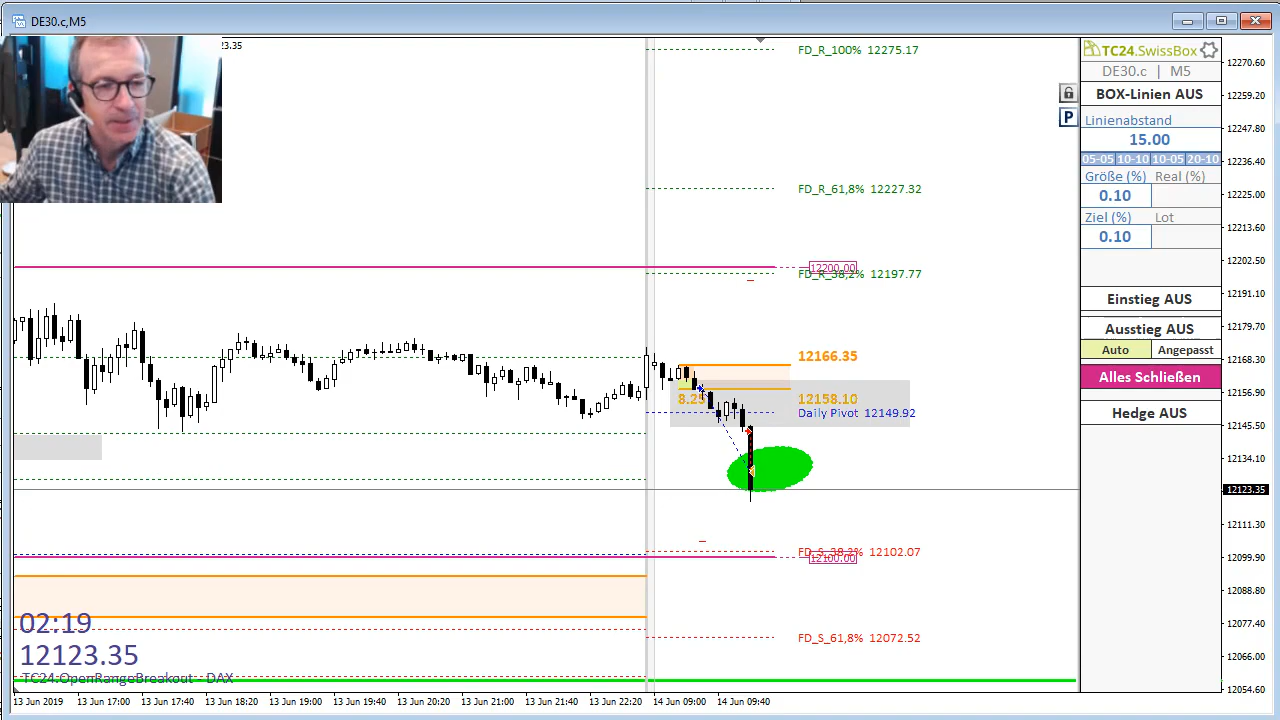 DE30.c,M5
3.35
FD_R_100% 12275.17
FD_R_61,8% 12227.32
12200.00
FD_R_38,2% 12197.77
12166.35
8.25
12158.10
Daily Pivot 12149.92
FD_S_38,2% 12102.07
12100.00
FD_S_61,8% 12072.52
02:19
12123.35
TC24.OpenRangeBreakout - DAX
P
TC24.SwissBox
DE30.c | M5
BOX-Linien AUS
Linienabstand
15.00
05-05 10-10 10-05 20-10
Größe (%) Real (%)
0.10
Ziel (%) Lot
0.10
Einstieg AUS
Ausstieg AUS
Auto Angepasst
Alles Schließen
Hedge AUS
12270.60
12259.20
12247.80
12236.40
12225.00
12213.60
12202.50
12191.10
12179.70
12168.30
12156.90
12145.50
12134.10
12123.35
12111.30
12099.90
12088.80
12077.40
12066.00
12054.60
13 Jun 2019 13 Jun 17:00 13 Jun 17:40 13 Jun 18:20 13 Jun 19:00 13 Jun 19:40 13 Jun 20:20 13 Jun 21:00 13 Jun 21:40 13 Jun 22:20 14 Jun 09:00 14 Jun 09:40